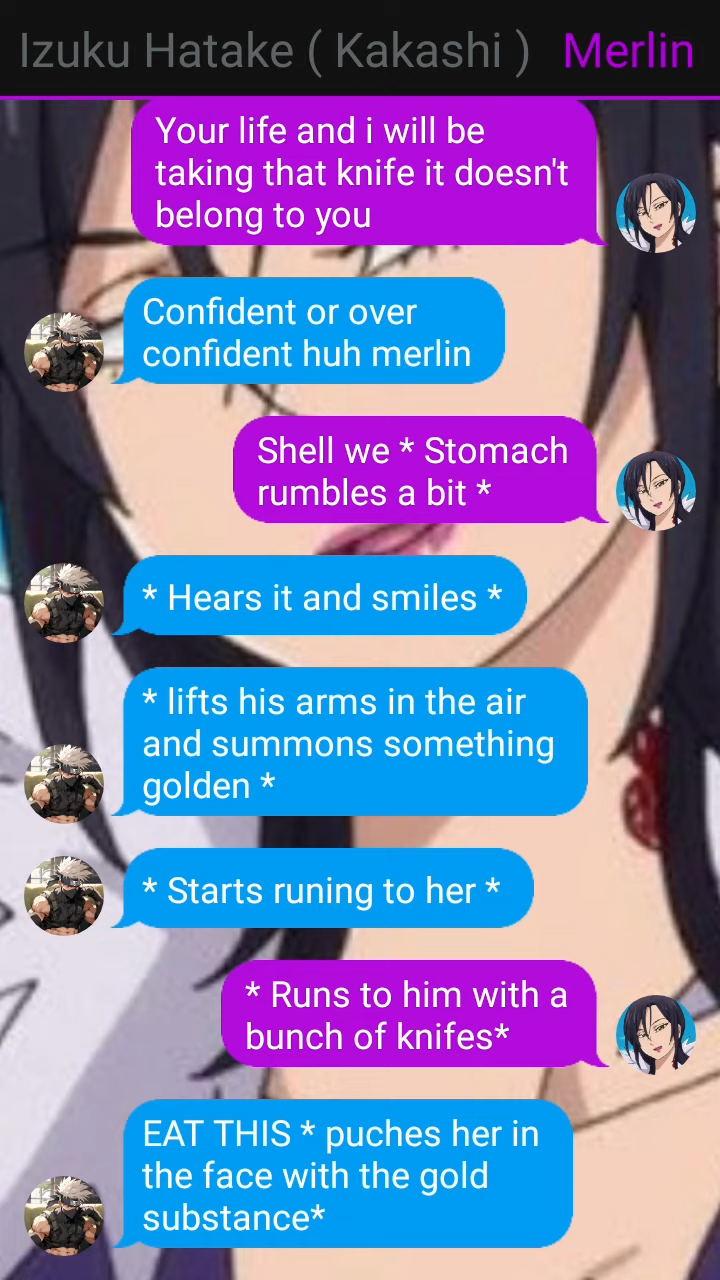 Izuku Hatake ( Kakashi ) Merlin
Your life and i will be
taking that knife it doesn't
belong to you
Confident or over
confident huh merlin
Shell we * Stomach
rumbles a bit *
* Hears it and smiles *
* lifts his arms in the air
and summons something
golden *
* Starts runing to her *
* Runs to him with a
bunch of knifes*
EAT THIS * puches her in
the face with the gold
substance*